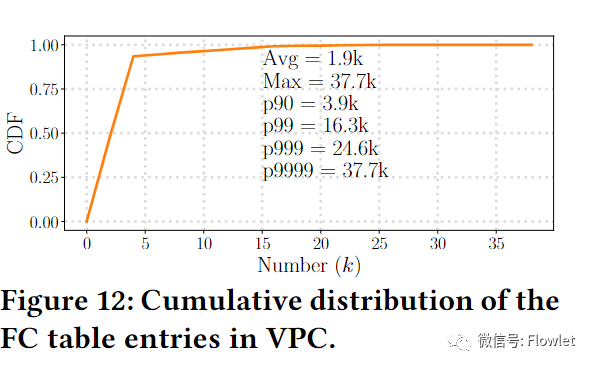 1.00
0.75
0.50
0.25
0.00
CDF
Avg = 1.9k
Max = 37.7k
p90 = 3.9k
p99 = 16.3k
p999 = 24.6k
p9999 = 37.7k
0 5 10 15 20 25 30 35
Number (k)
Figure 12: Cumulative distribution of the
FC table entries in VPC.
微信号: Flowlet